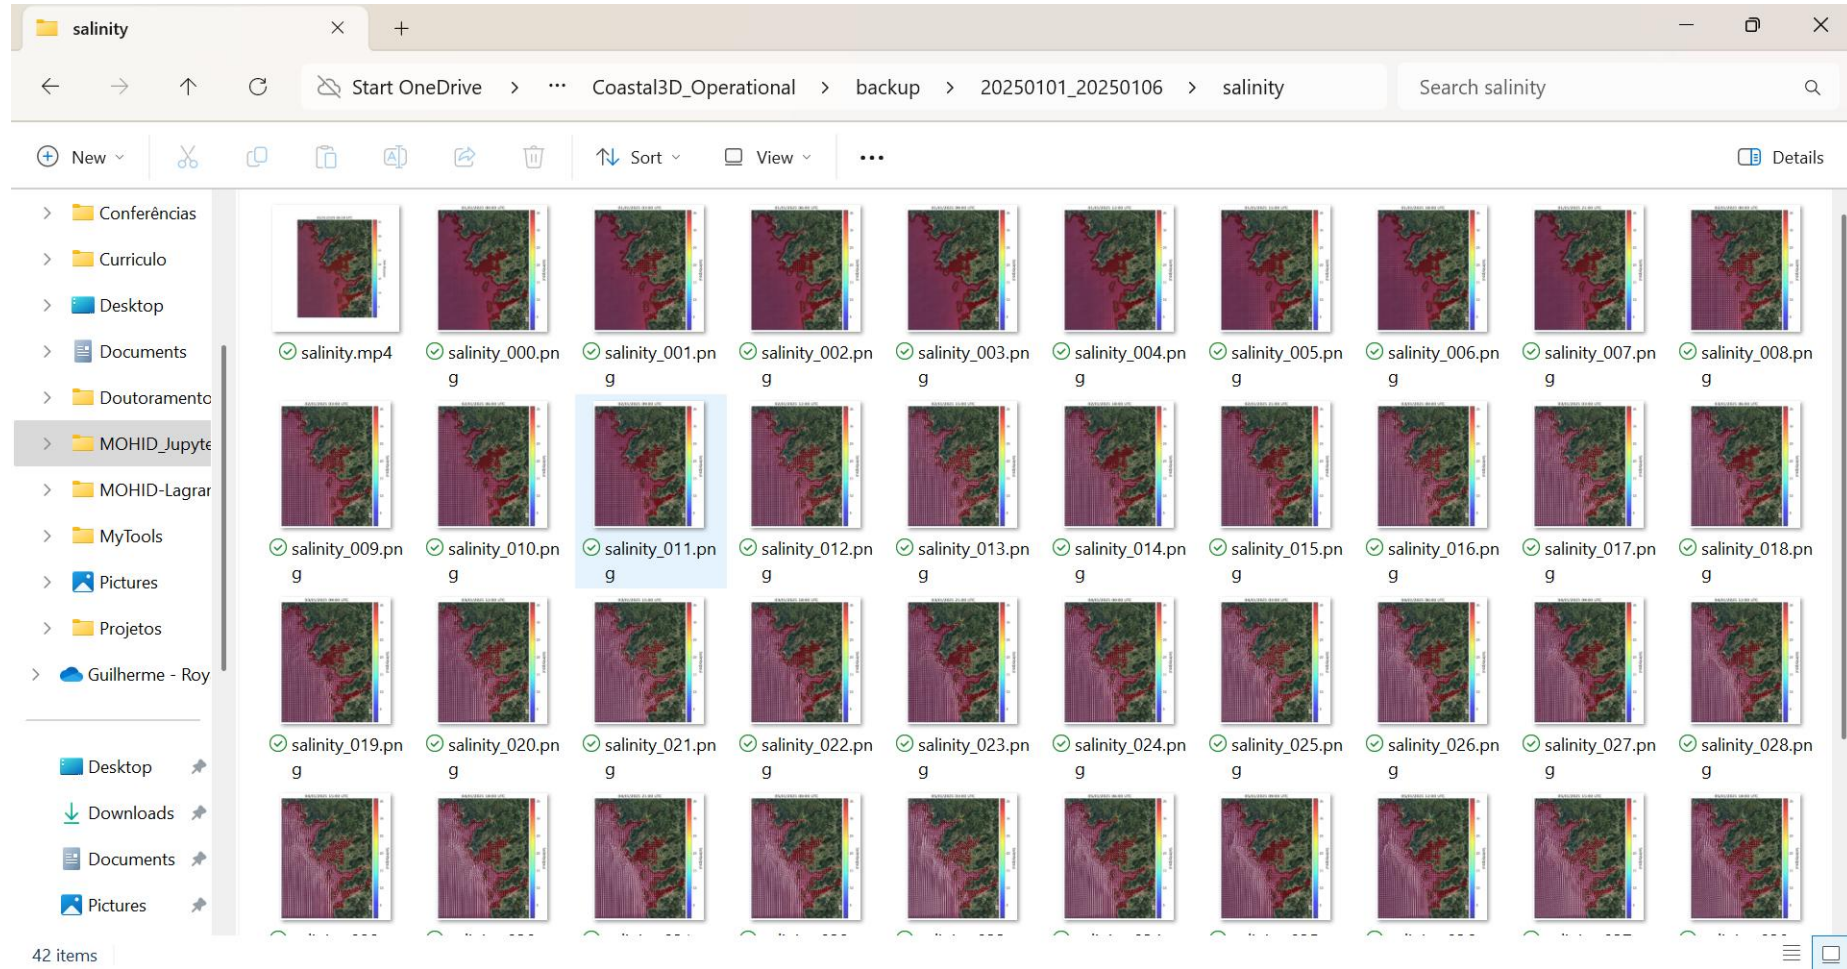 salinity
Start OneDrive > ... Coastal3D_Operational > backup > 20250101_20250106 > salinity
Search salinity
New
Sort
View
Details
Conferências
Curriculo
Desktop
Documents
Doutoramento
MOHID_Jupyte
MOHID-Lagrar
MyTools
Pictures
Projetos
Guilherme - Roy
Desktop
Downloads
Documents
Pictures
salinity.mp4
salinity_000.pn
g
salinity_001.pn
g
salinity_002.pn
g
salinity_003.pn
g
salinity_004.pn
g
salinity_005.pn
g
salinity_006.pn
g
salinity_007.pn
g
salinity_008.pn
g
salinity_009.pn
g
salinity_010.pn
g
salinity_011.pn
g
salinity_012.pn
g
salinity_013.pn
g
salinity_014.pn
g
salinity_015.pn
g
salinity_016.pn
g
salinity_017.pn
g
salinity_018.pn
g
salinity_019.pn
g
salinity_020.pn
g
salinity_021.pn
g
salinity_022.pn
g
salinity_023.pn
g
salinity_024.pn
g
salinity_025.pn
g
salinity_026.pn
g
salinity_027.pn
g
salinity_028.pn
g
42 items